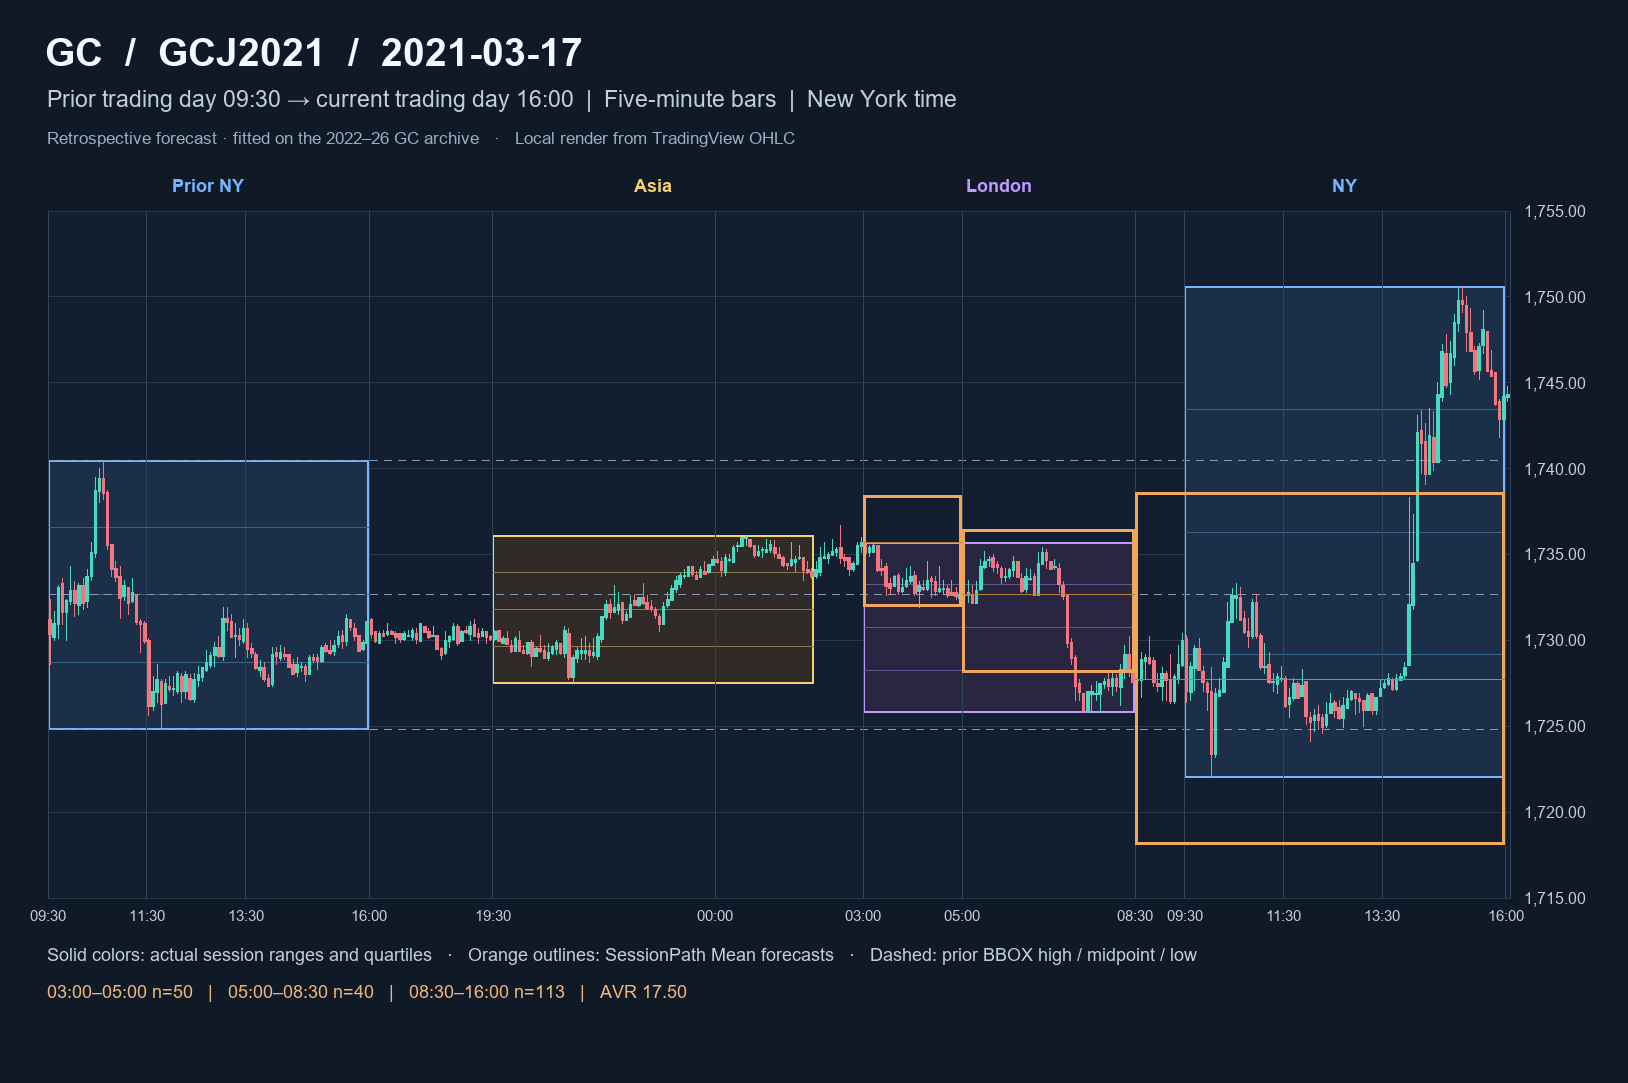 GC / GCJ2021 / 2021-03-17
Prior trading day 09:30 → current trading day 16:00 | Five-minute bars | New York time
Retrospective forecast · fitted on the 2022–26 GC archive · Local render from TradingView OHLC
Prior NY Asia London NY
1,755.00
1,750.00
1,745.00
1,740.00
1,735.00
1,730.00
1,725.00
1,720.00
1,715.00
09:30 11:30 13:30 16:00 19:30 00:00 03:00 05:00 08:30 09:30 11:30 13:30 16:00
Solid colors: actual session ranges and quartiles · Orange outlines: SessionPath Mean forecasts · Dashed: prior BBOX high / midpoint / low
03:00–05:00 n=50 | 05:00–08:30 n=40 | 08:30–16:00 n=113 | AVR 17.50